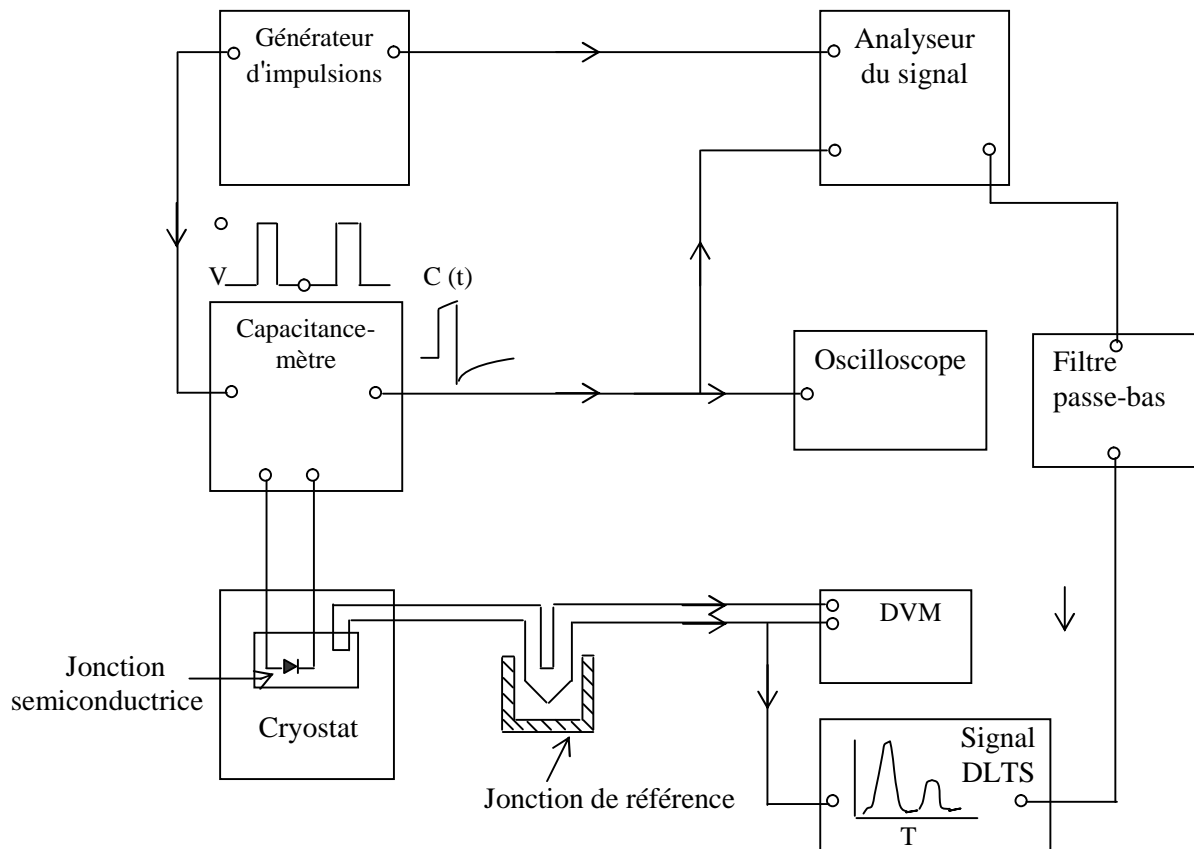 Générateur
d'impulsions
Analyseur
du signal
V
C (t)
Capacitance-
mètre
Oscilloscope
Filtre
passe-bas
DVM
Jonction
semiconductrice
Cryostat
Jonction de référence
Signal
DLTS
T